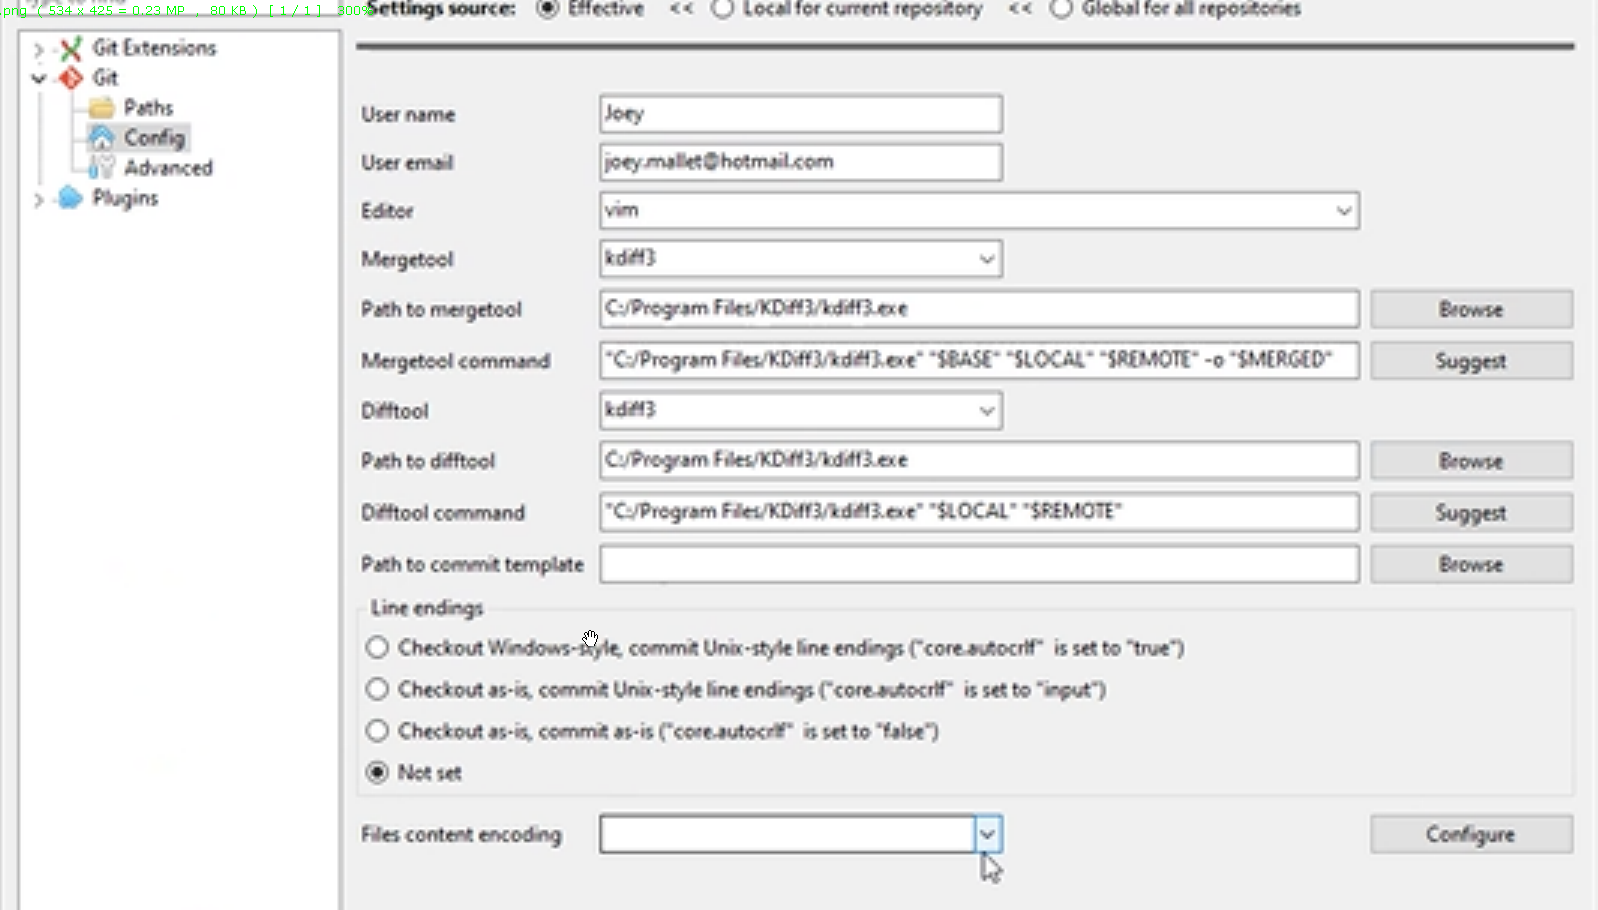 .png ( 534 x 425 = 0.23 MP , 80 KB ) [ 1 / 1 ] 300%
Settings source: Effective << Local for current repository << Global for all repositories
Git Extensions
Git
Paths
Config
Advanced
Plugins
User name Joey
User email joey.mallet@hotmail.com
Editor vim
Mergetool kdiff3
Path to mergetool C:/Program Files/KDiff3/kdiff3.exe Browse
Mergetool command "C:/Program Files/KDiff3/kdiff3.exe" "$BASE" "$LOCAL" "$REMOTE" -o "$MERGED" Suggest
Difftool kdiff3
Path to difftool C:/Program Files/KDiff3/kdiff3.exe Browse
Difftool command "C:/Program Files/KDiff3/kdiff3.exe" "$LOCAL" "$REMOTE" Suggest
Path to commit template Browse
Line endings
Checkout Windows-style, commit Unix-style line endings ("core.autocrlf" is set to "true")
Checkout as-is, commit Unix-style line endings ("core.autocrlf" is set to "input")
Checkout as-is, commit as-is ("core.autocrlf" is set to "false")
Not set
Files content encoding Configure